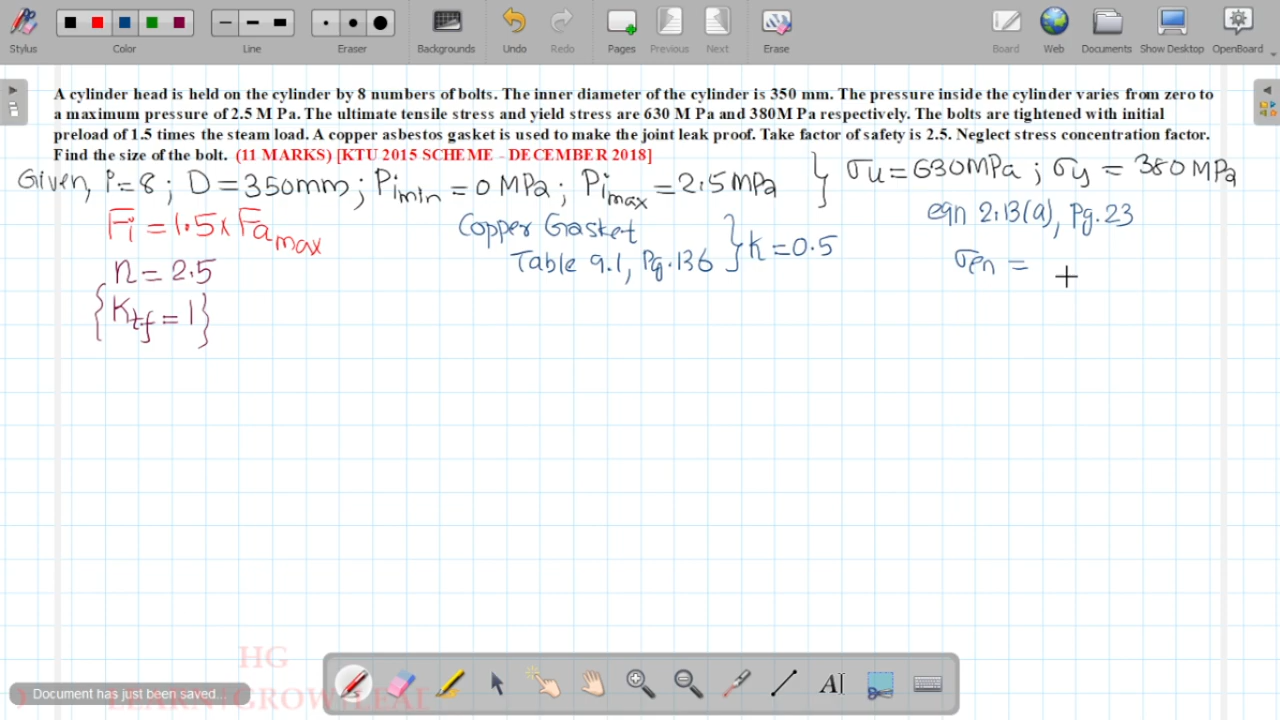 Stylus Color Line Eraser Backgrounds Undo Redo Pages Previous Next Erase Board Web Documents Show Desktop OpenBoard
A cylinder head is held on the cylinder by 8 numbers of bolts. The inner diameter of the cylinder is 350 mm. The pressure inside the cylinder varies from zero to
a maximum pressure of 2.5 M Pa. The ultimate tensile stress and yield stress are 630 M Pa and 380M Pa respectively. The bolts are tightened with initial
preload of 1.5 times the steam load. A copper asbestos gasket is used to make the joint leak proof. Take factor of safety is 2.5. Neglect stress concentration factor.
Find the size of the bolt. (11 MARKS) [KTU 2015 SCHEME - DECEMBER 2018]
Given, i=8 ; D=350mm; Pimin = 0 MPa; Pimax = 2.5 MPa } σu=630MPa ; σy = 380 MPa
Fi = 1.5 x Famax
Copper Gasket
Table 9.1, Pg.136 } K=0.5
eqn 2.13(a), Pg.23
σen =
n = 2.5
{Ktf = 1}
HG
LEARN GROW LEAL
Document has just been saved...
AI